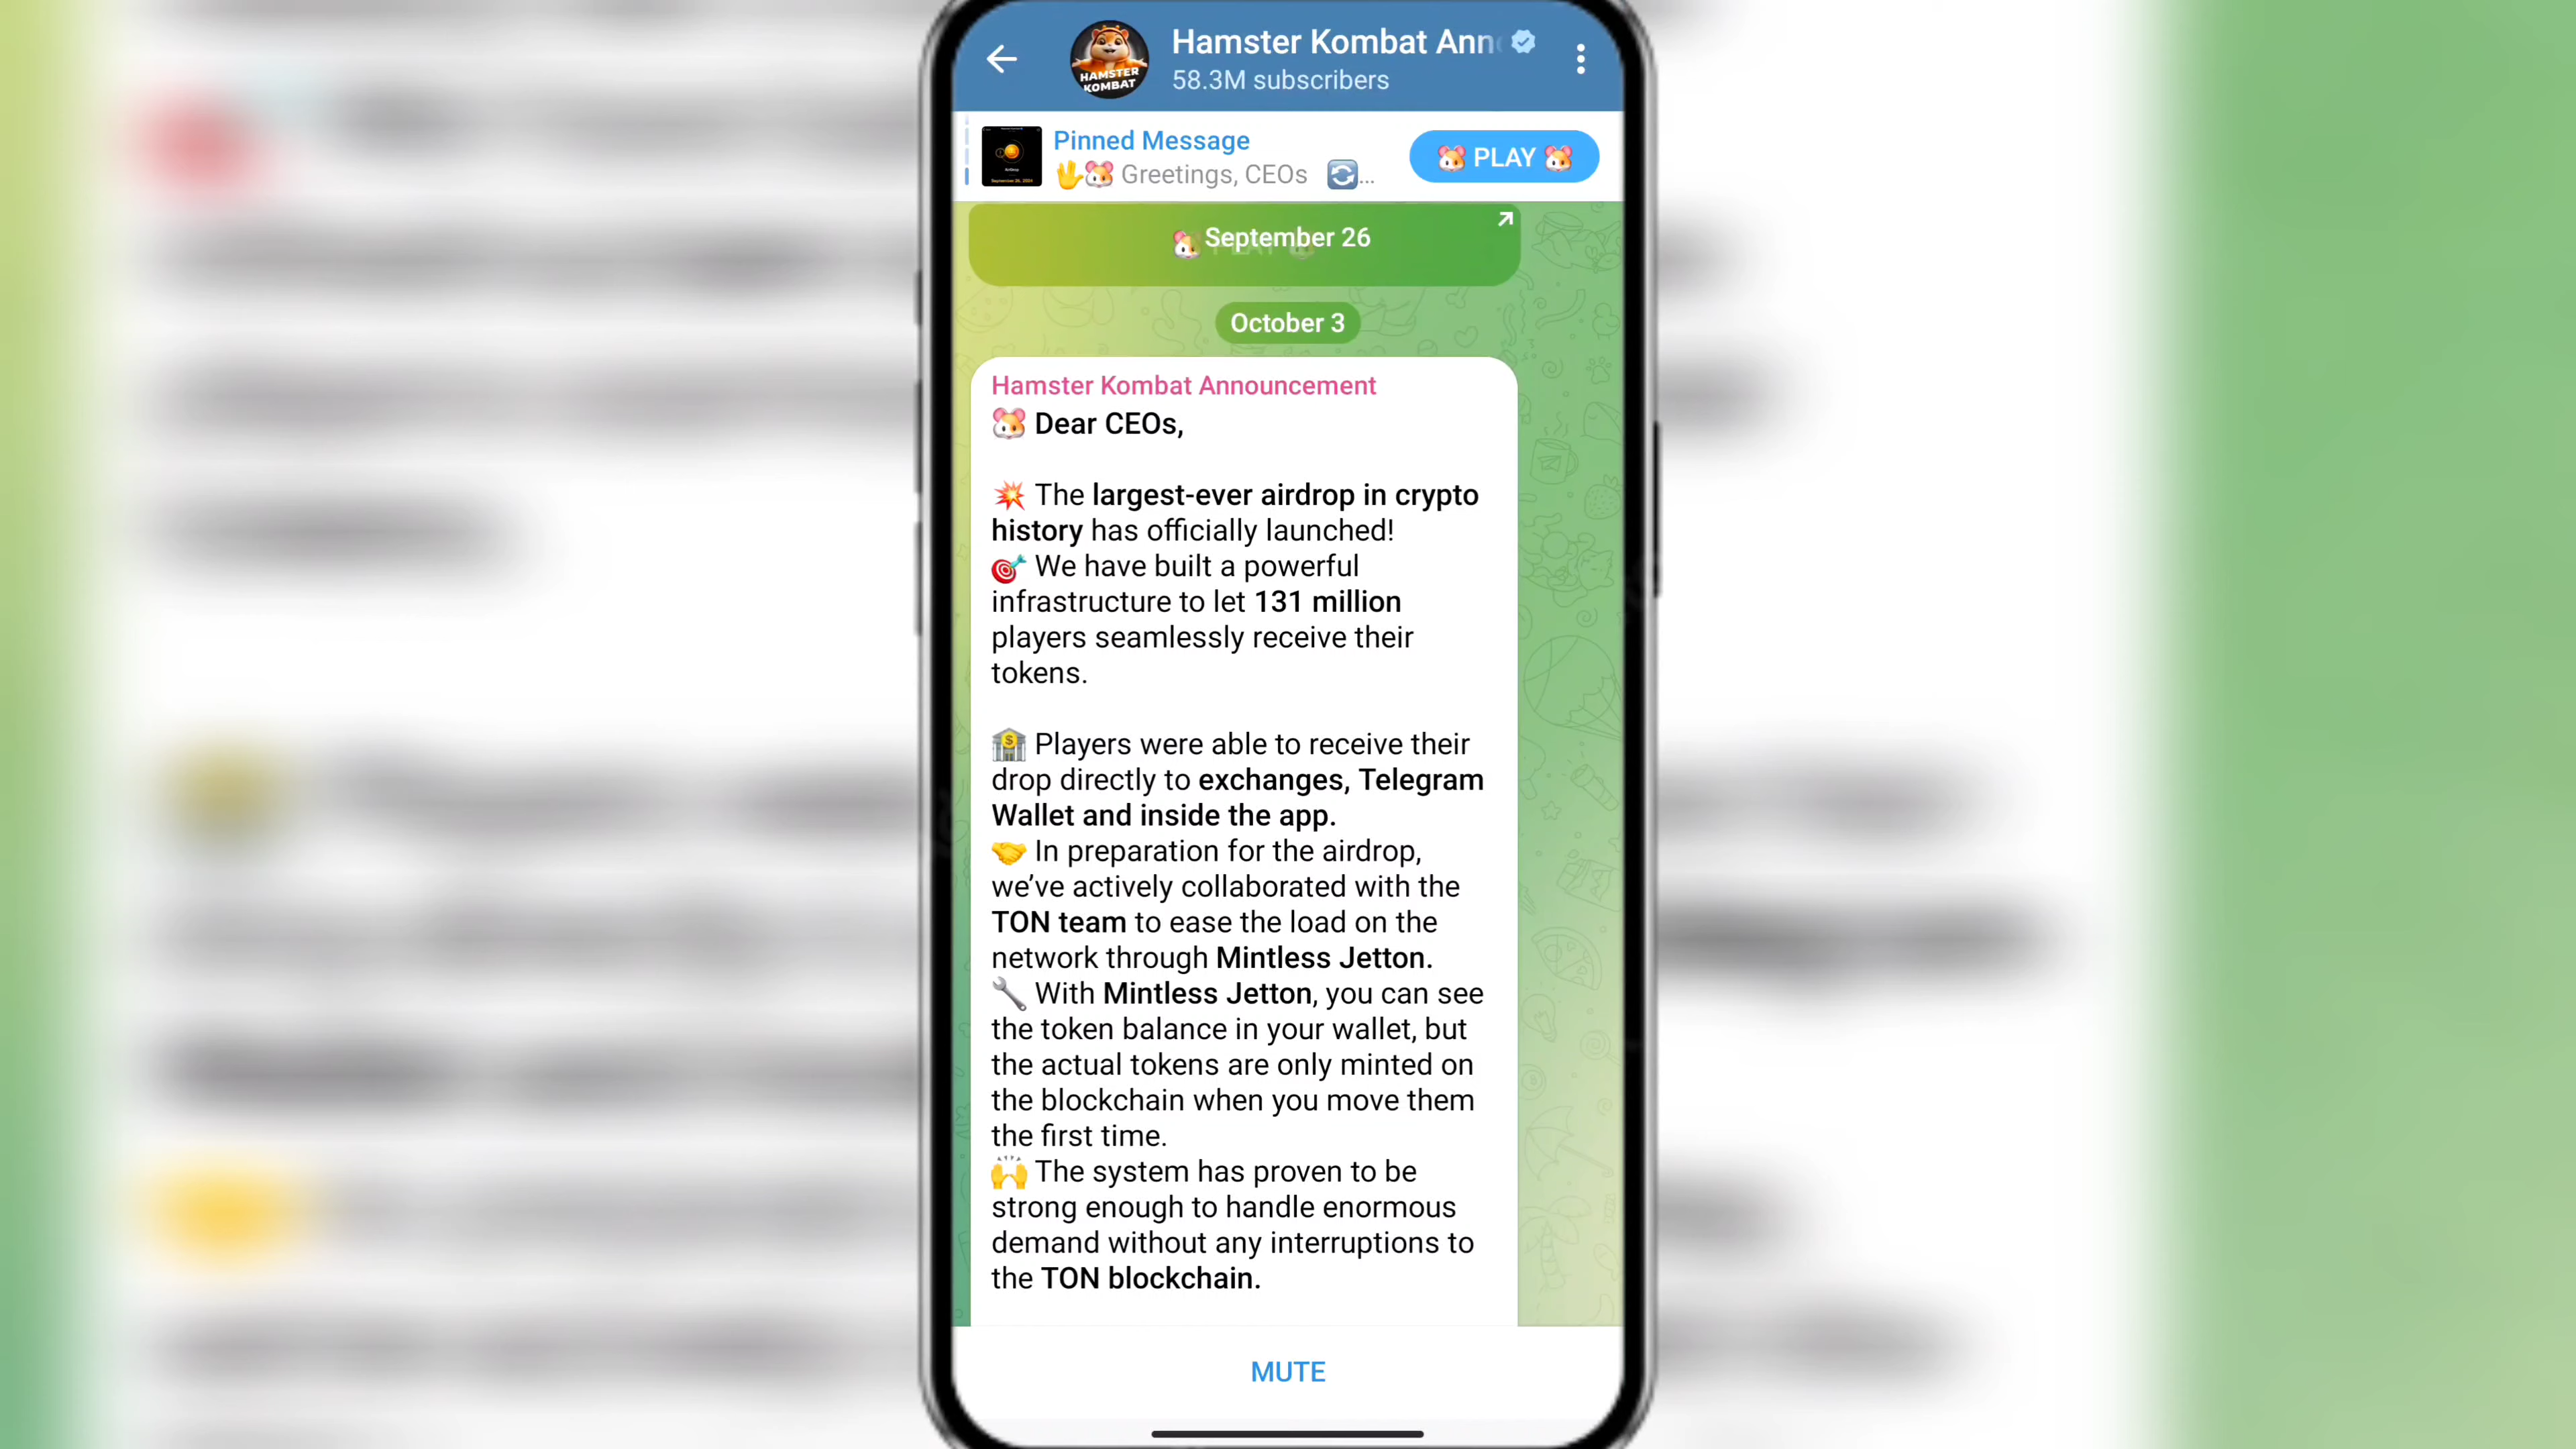 Hamster Kombat Ann
58.3M subscribers
HAMSTER
KOMBAT
Pinned Message
🖖🐹 Greetings, CEOs 🔄...
🐹 PLAY 🐹
September 26
October 3
Hamster Kombat Announcement
🐹 Dear CEOs,
💥 The largest-ever airdrop in crypto
history has officially launched!
🎯 We have built a powerful
infrastructure to let 131 million
players seamlessly receive their
tokens.
🏦 Players were able to receive their
drop directly to exchanges, Telegram
Wallet and inside the app.
🤝 In preparation for the airdrop,
we’ve actively collaborated with the
TON team to ease the load on the
network through Mintless Jetton.
🔧 With Mintless Jetton, you can see
the token balance in your wallet, but
the actual tokens are only minted on
the blockchain when you move them
the first time.
🙌 The system has proven to be
strong enough to handle enormous
demand without any interruptions to
the TON blockchain.
MUTE